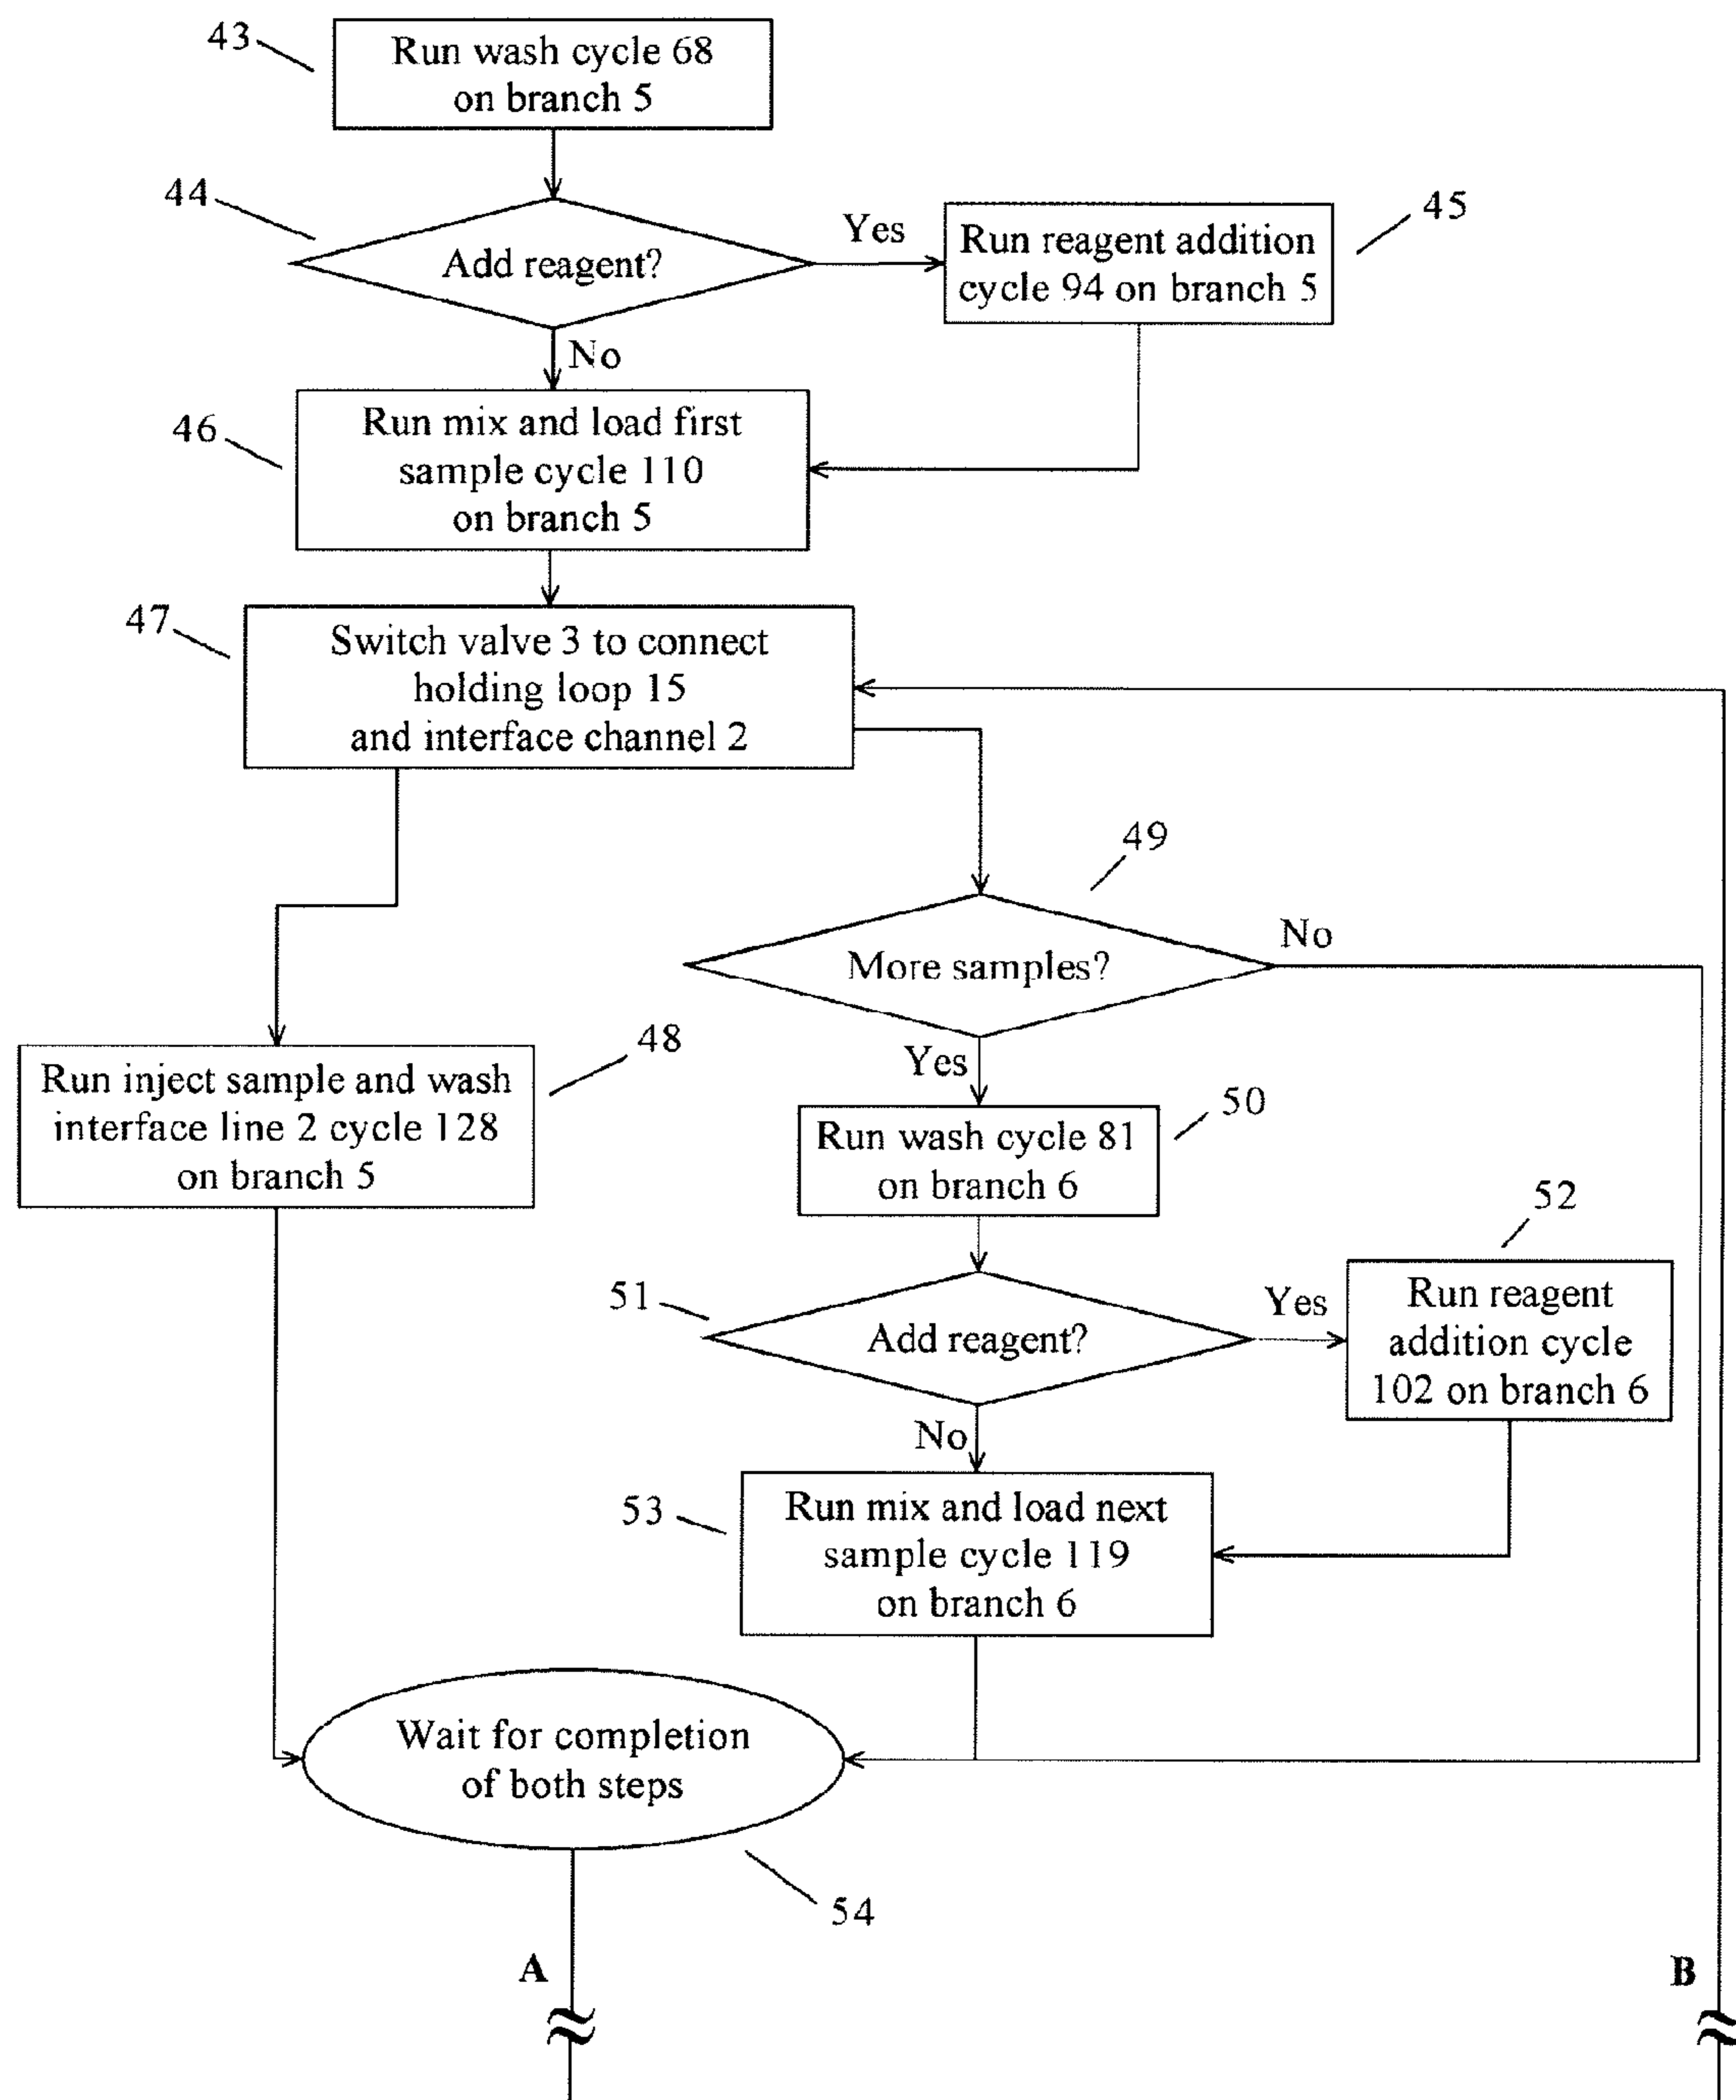 43
Run wash cycle 68
on branch 5
44
Add reagent?
Yes
45
Run reagent addition
cycle 94 on branch 5
No
46
Run mix and load first
sample cycle 110
on branch 5
47
Switch valve 3 to connect
holding loop 15
and interface channel 2
49
More samples?
No
Yes
48
Run inject sample and wash
interface line 2 cycle 128
on branch 5
50
Run wash cycle 81
on branch 6
51
Add reagent?
Yes
52
Run reagent
addition cycle
102 on branch 6
No
53
Run mix and load next
sample cycle 119
on branch 6
Wait for completion
of both steps
54
A
B